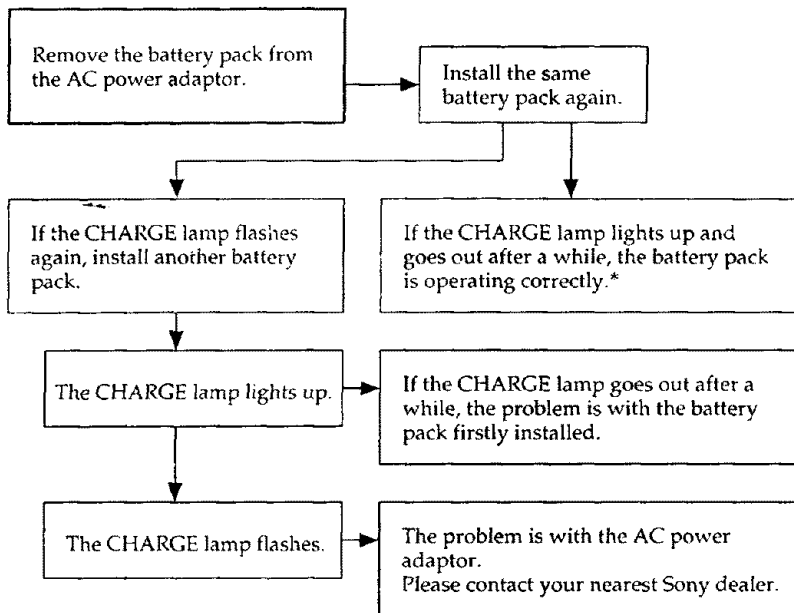 Remove the battery pack from
the AC power adaptor.
Install the same
battery pack again.
If the CHARGE lamp flashes
again, install another battery
pack.
If the CHARGE lamp lights up and
goes out after a while, the battery pack
is operating correctly.*
The CHARGE lamp lights up.
If the CHARGE lamp goes out after a
while, the problem is with the battery
pack firstly installed.
The CHARGE lamp flashes.
The problem is with the AC power
adaptor.
Please contact your nearest Sony dealer.